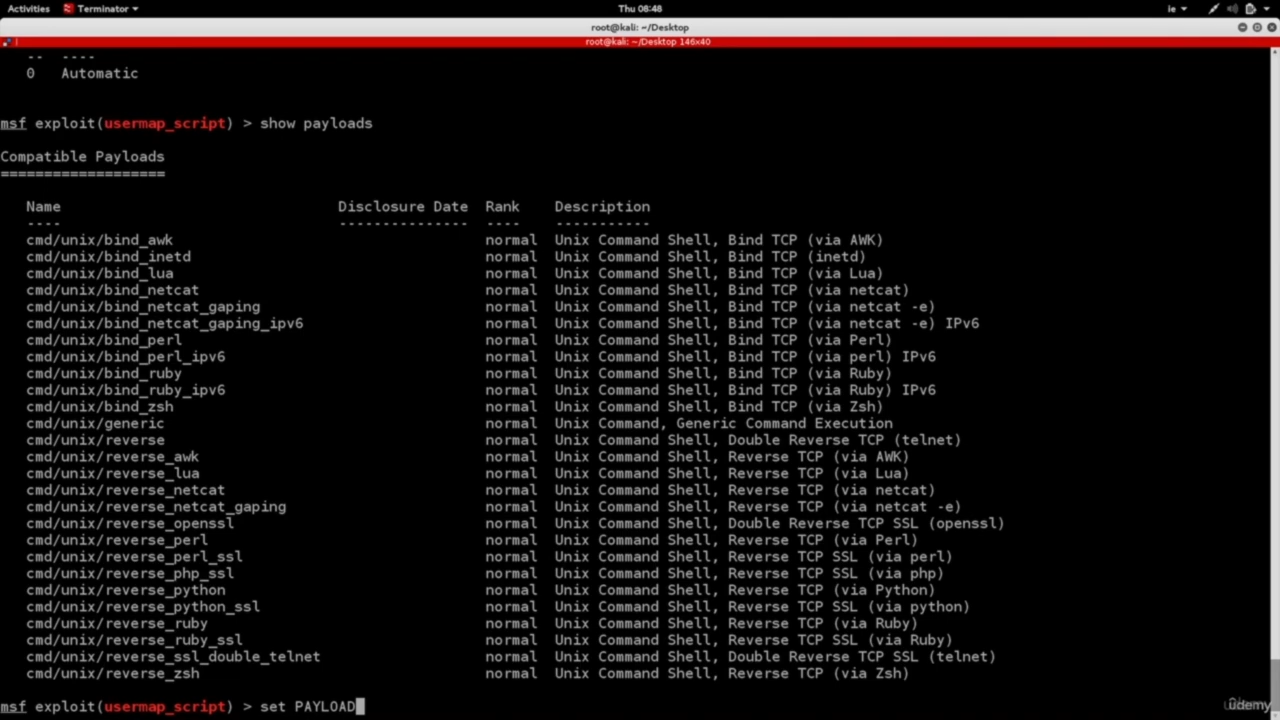 Activities Terminator Thu 08:48 ie
root@kali: ~/Desktop
root@kali: ~/Desktop 146x40
-- ----
0 Automatic
msf exploit(usermap_script) > show payloads
Compatible Payloads
===================
Name Disclosure Date Rank Description
---- --------------- ---- -----------
cmd/unix/bind_awk normal Unix Command Shell, Bind TCP (via AWK)
cmd/unix/bind_inetd normal Unix Command Shell, Bind TCP (inetd)
cmd/unix/bind_lua normal Unix Command Shell, Bind TCP (via Lua)
cmd/unix/bind_netcat normal Unix Command Shell, Bind TCP (via netcat)
cmd/unix/bind_netcat_gaping normal Unix Command Shell, Bind TCP (via netcat -e)
cmd/unix/bind_netcat_gaping_ipv6 normal Unix Command Shell, Bind TCP (via netcat -e) IPv6
cmd/unix/bind_perl normal Unix Command Shell, Bind TCP (via Perl)
cmd/unix/bind_perl_ipv6 normal Unix Command Shell, Bind TCP (via perl) IPv6
cmd/unix/bind_ruby normal Unix Command Shell, Bind TCP (via Ruby)
cmd/unix/bind_ruby_ipv6 normal Unix Command Shell, Bind TCP (via Ruby) IPv6
cmd/unix/bind_zsh normal Unix Command Shell, Bind TCP (via Zsh)
cmd/unix/generic normal Unix Command, Generic Command Execution
cmd/unix/reverse normal Unix Command Shell, Double Reverse TCP (telnet)
cmd/unix/reverse_awk normal Unix Command Shell, Reverse TCP (via AWK)
cmd/unix/reverse_lua normal Unix Command Shell, Reverse TCP (via Lua)
cmd/unix/reverse_netcat normal Unix Command Shell, Reverse TCP (via netcat)
cmd/unix/reverse_netcat_gaping normal Unix Command Shell, Reverse TCP (via netcat -e)
cmd/unix/reverse_openssl normal Unix Command Shell, Double Reverse TCP SSL (openssl)
cmd/unix/reverse_perl normal Unix Command Shell, Reverse TCP (via Perl)
cmd/unix/reverse_perl_ssl normal Unix Command Shell, Reverse TCP SSL (via perl)
cmd/unix/reverse_php_ssl normal Unix Command Shell, Reverse TCP SSL (via php)
cmd/unix/reverse_python normal Unix Command Shell, Reverse TCP (via Python)
cmd/unix/reverse_python_ssl normal Unix Command Shell, Reverse TCP SSL (via python)
cmd/unix/reverse_ruby normal Unix Command Shell, Reverse TCP (via Ruby)
cmd/unix/reverse_ruby_ssl normal Unix Command Shell, Reverse TCP SSL (via Ruby)
cmd/unix/reverse_ssl_double_telnet normal Unix Command Shell, Double Reverse TCP SSL (telnet)
cmd/unix/reverse_zsh normal Unix Command Shell, Reverse TCP (via Zsh)
msf exploit(usermap_script) > set PAYLOAD
udemy